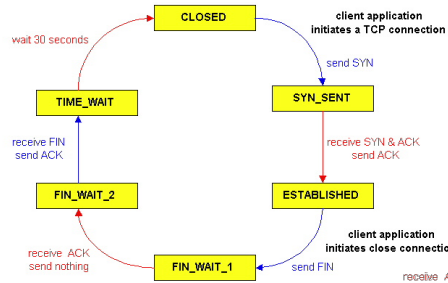 CLOSED
client application
initiates a TCP connection
wait 30 seconds
send SYN
TIME_WAIT
SYN_SENT
receive FIN
send ACK
receive SYN & ACK
send ACK
FIN_WAIT_2
ESTABLISHED
client application
initiates close connectio
receive ACK
send nothing
FIN_WAIT_1
send FIN
receive A